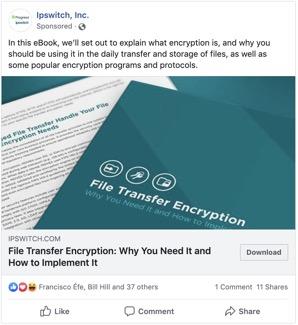 Progress
Ipswitch, Inc.
Sponsored ·
In this eBook, we'll set out to explain what encryption is, and why you
should be using it in the daily transfer and storage of files, as well as
some popular encryption programs and protocols.
ed File Transfer Handle Your File
Encryption Needs
File Transfer Encryption
Why You Need It and How to Implem
IPSWITCH.COM
File Transfer Encryption: Why You Need It and
How to Implement It
Download
Francisco Éfe, Bill Hill and 37 others
1 Comment 11 Shares
Like
Comment
Share